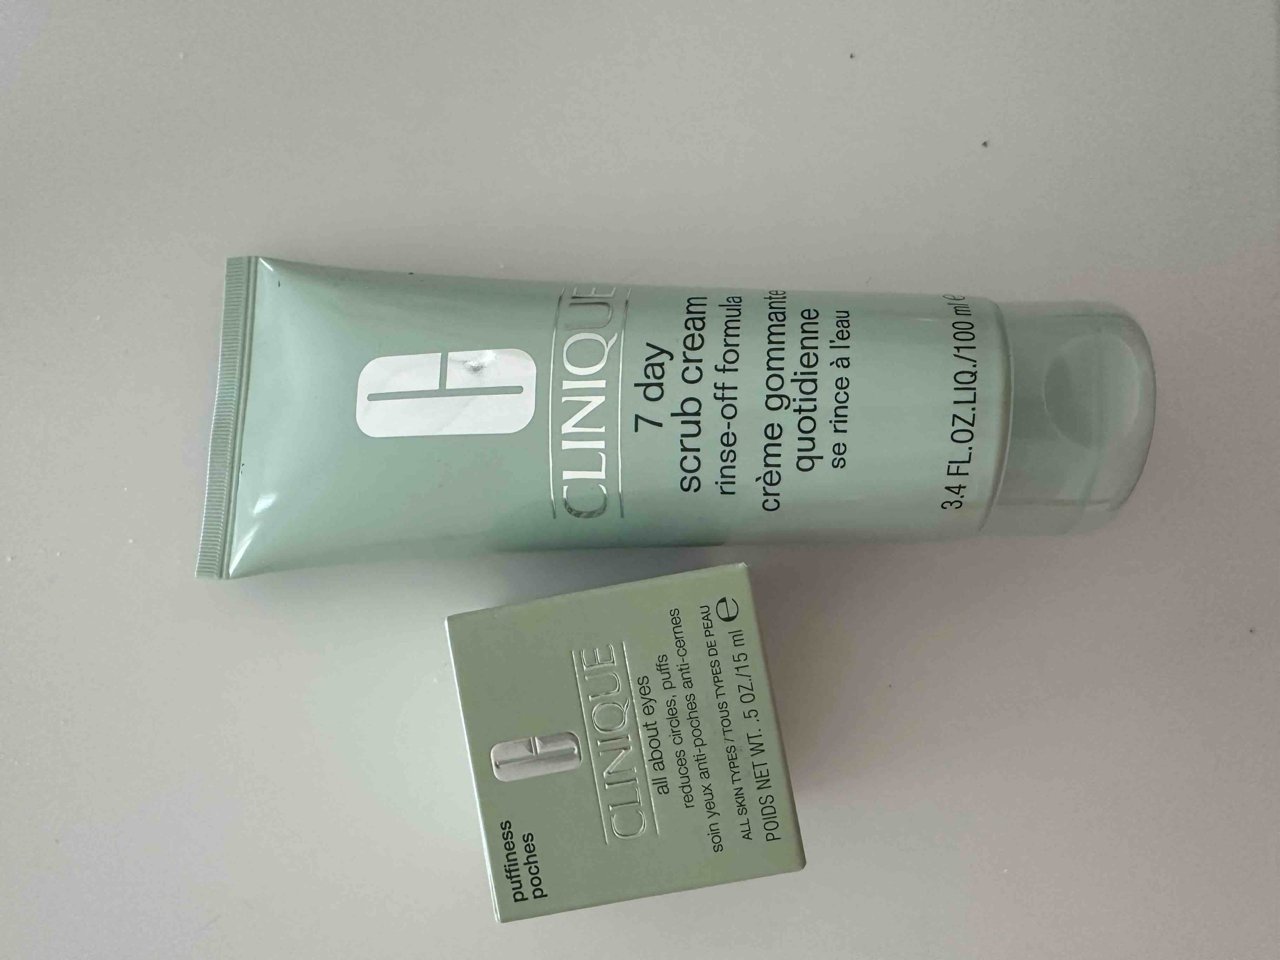 CLINIQUE
7 day
scrub cream
rinse-off formula
crème gommante
quotidienne
se rince à l'eau
3.4 FL.OZ.LIQ./100 ml e
puffiness
poches
CLINIQUE
all about eyes
reduces circles, puffs
soin yeux anti-poches anti-cernes
ALL SKIN TYPES / TOUS TYPES DE PEAU
POIDS NET WT. .5 OZ./15 ml e